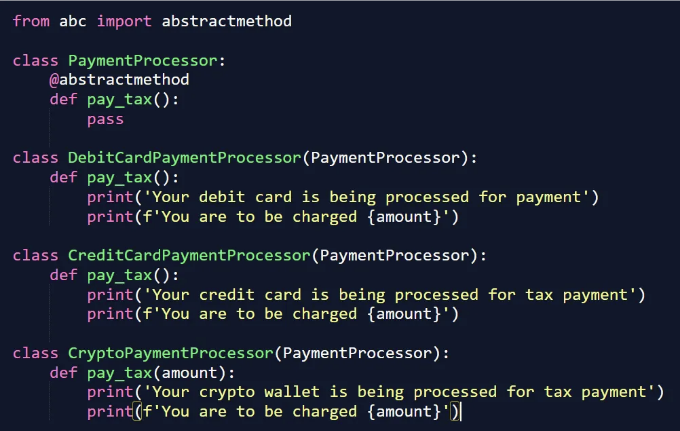 from abc import abstractmethod
class PaymentProcessor:
    @abstractmethod
    def pay_tax():
        pass
class DebitCardPaymentProcessor(PaymentProcessor):
    def pay_tax():
        print('Your debit card is being processed for payment')
        print(f'You are to be charged {amount}')
class CreditCardPaymentProcessor(PaymentProcessor):
    def pay_tax():
        print('Your credit card is being processed for tax payment')
        print(f'You are to be charged {amount}')
class CryptoPaymentProcessor(PaymentProcessor):
    def pay_tax(amount):
        print('Your crypto wallet is being processed for tax payment')
        print(f'You are to be charged {amount}')